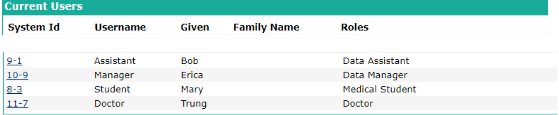 Current Users
System Id Username Given Family Name Roles
9-1 Assistant Bob Data Assistant
10-9 Manager Erica Data Manager
8-3 Student Mary Medical Student
11-7 Doctor Trung Doctor